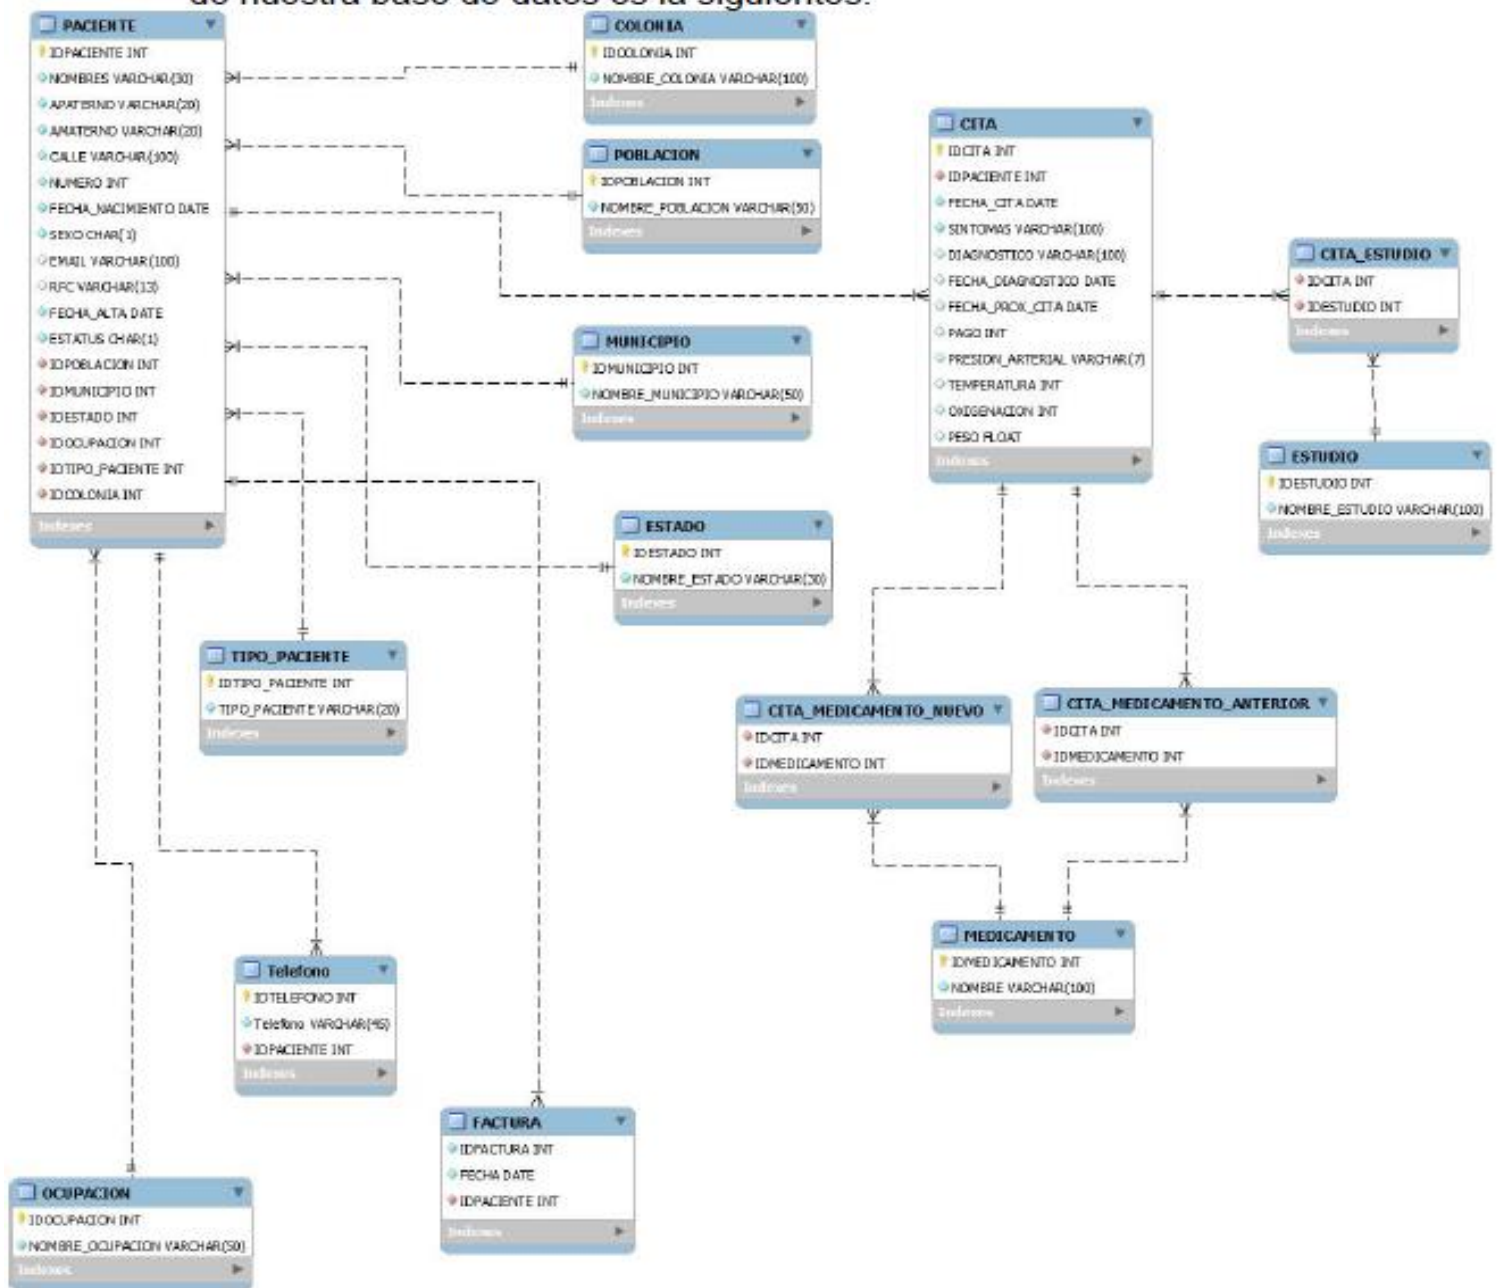 de nuestra base de datos es la siguientes:
PACIENTE
IDPACIENTE INT
NOMBRES VARCHAR(30)
APATERNO VARCHAR(20)
AMATERNO VARCHAR(20)
CALLE VARCHAR(100)
NUMERO INT
FECHA_NACIMIENTO DATE
SEXO CHAR(1)
EMAIL VARCHAR(100)
RFC VARCHAR(13)
FECHA_ALTA DATE
ESTATUS CHAR(1)
IDPOBLACION INT
IDMUNICIPIO INT
IDESTADO INT
IDOCUPACION INT
IDTIPO_PACIENTE INT
IDCOLONIA INT
Indexes
COLONIA
IDCOLONIA INT
NOMBRE_COLONIA VARCHAR(100)
Indexes
POBLACION
IDPOBLACION INT
NOMBRE_POBLACION VARCHAR(50)
Indexes
MUNICIPIO
IDMUNICIPIO INT
NOMBRE_MUNICIPIO VARCHAR(50)
Indexes
ESTADO
IDESTADO INT
NOMBRE_ESTADO VARCHAR(30)
Indexes
CITA
IDCITA INT
IDPACIENTE INT
FECHA_CITA DATE
SINTOMAS VARCHAR(100)
DIAGNOSTICO VARCHAR(100)
FECHA_DIAGNOSTICO DATE
FECHA_PROX_CITA DATE
PAGO INT
PRESION_ARTERIAL VARCHAR(7)
TEMPERATURA INT
OXIGENACION INT
PESO FLOAT
Indexes
CITA_ESTUDIO
IDCITA INT
IDESTUDIO INT
Indexes
ESTUDIO
IDESTUDIO INT
NOMBRE_ESTUDIO VARCHAR(100)
Indexes
TIPO_PACIENTE
IDTIPO_PACIENTE INT
TIPO_PACIENTE VARCHAR(20)
Indexes
CITA_MEDICAMENTO_NUEVO
IDCITA INT
IDMEDICAMENTO INT
Indexes
CITA_MEDICAMENTO_ANTERIOR
IDCITA INT
IDMEDICAMENTO INT
Indexes
MEDICAMENTO
IDMEDICAMENTO INT
NOMBRE VARCHAR(100)
Indexes
Telefono
IDTELEFONO INT
Telefono VARCHAR(45)
IDPACIENTE INT
Indexes
FACTURA
IDFACTURA INT
FECHA DATE
IDPACIENTE INT
Indexes
OCUPACION
IDOCUPACION INT
NOMBRE_OCUPACION VARCHAR(50)
Indexes